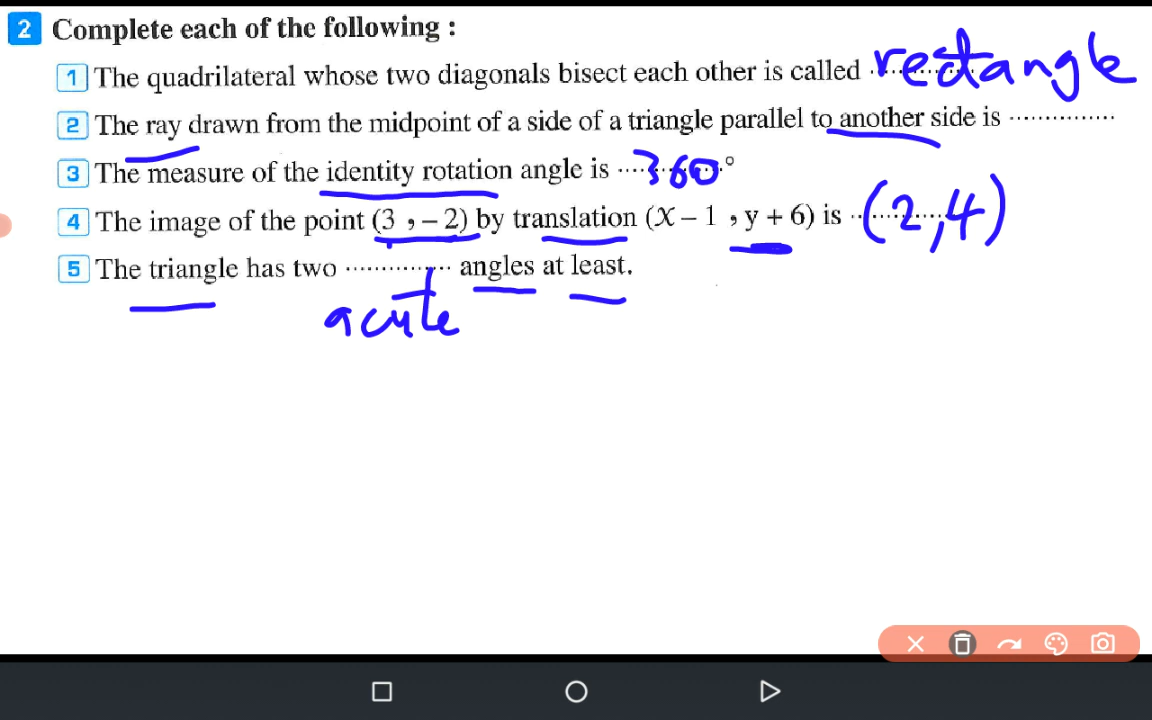 2 Complete each of the following :
1 The quadrilateral whose two diagonals bisect each other is called rectangle
2 The ray drawn from the midpoint of a side of a triangle parallel to another side is ...............
3 The measure of the identity rotation angle is 360°
4 The image of the point (3 , – 2) by translation (X – 1 , y + 6) is (2,4)
5 The triangle has two ............... angles at least.
acute